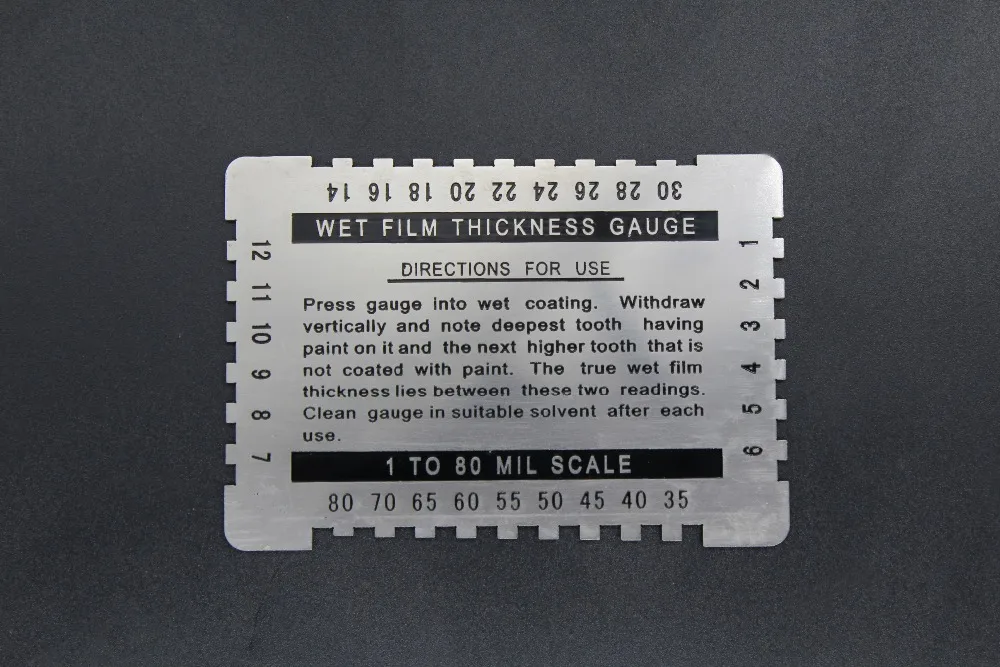 14 16 18 20 22 24 26 28 30
WET FILM THICKNESS GAUGE
12
11
10
9
8
7
DIRECTIONS FOR USE
Press gauge into wet coating. Withdraw
vertically and note deepest tooth having
paint on it and the next higher tooth that is
not coated with paint. The true wet film
thickness lies between these two readings.
Clean gauge in suitable solvent after each
use.
1
2
3
4
5
6
1 TO 80 MIL SCALE
80 70 65 60 55 50 45 40 35